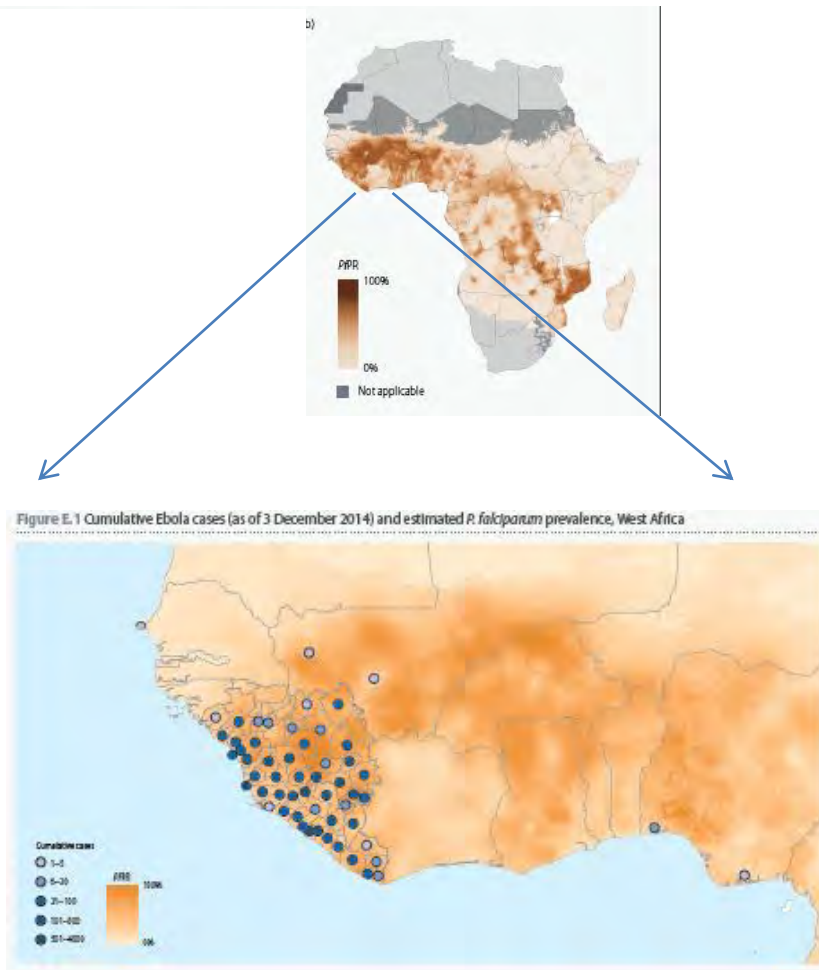 b)
PfPR
100%
0%
Not applicable
Figure E.1 Cumulative Ebola cases (as of 3 December 2014) and estimated P. falciparum prevalence, West Africa
Cumulative cases
1–5
6–20
21–100
101–500
501–4000
PfPR
100%
0%